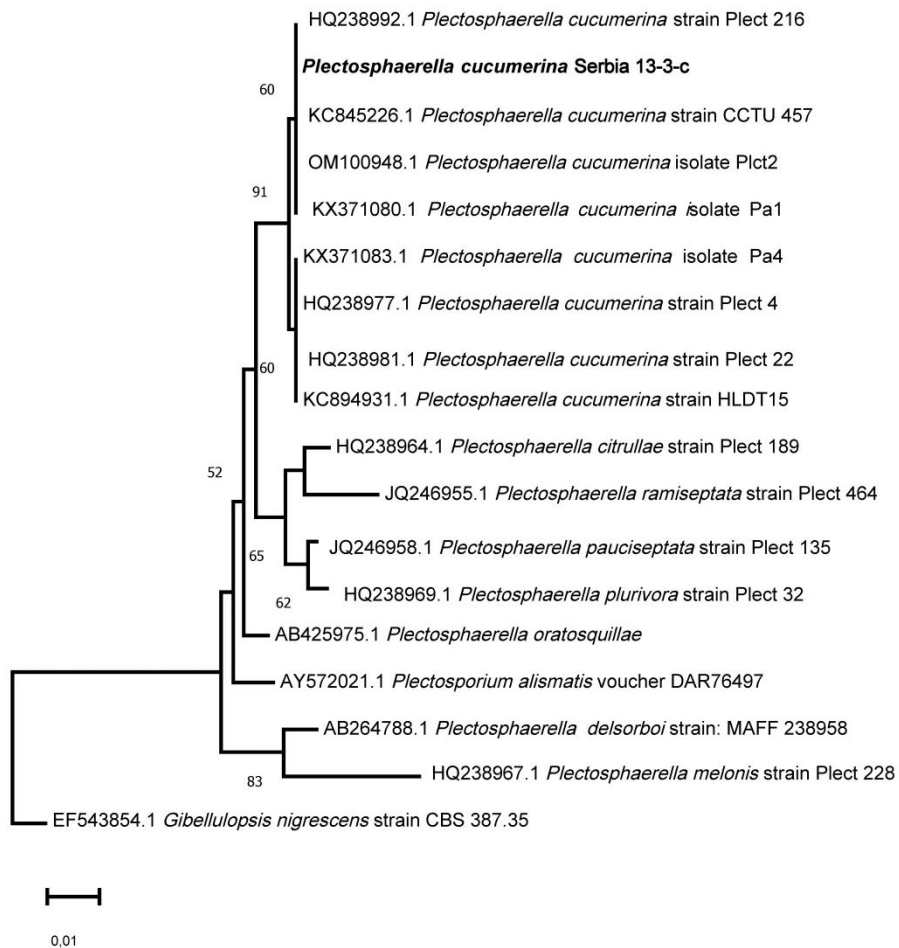 HQ238992.1 Plectosphaerella cucumerina strain Plect 216
Plectosphaerella cucumerina Serbia 13-3-c
60
KC845226.1 Plectosphaerella cucumerina strain CCTU 457
OM100948.1 Plectosphaerella cucumerina isolate Plct2
91
KX371080.1 Plectosphaerella cucumerina isolate Pa1
KX371083.1 Plectosphaerella cucumerina isolate Pa4
HQ238977.1 Plectosphaerella cucumerina strain Plect 4
HQ238981.1 Plectosphaerella cucumerina strain Plect 22
60
KC894931.1 Plectosphaerella cucumerina strain HLDT15
HQ238964.1 Plectosphaerella citrullae strain Plect 189
52
JQ246955.1 Plectosphaerella ramiseptata strain Plect 464
JQ246958.1 Plectosphaerella pauciseptata strain Plect 135
65
HQ238969.1 Plectosphaerella plurivora strain Plect 32
62
AB425975.1 Plectosphaerella oratosquillae
AY572021.1 Plectosporium alismatis voucher DAR76497
AB264788.1 Plectosphaerella delsorboi strain: MAFF 238958
HQ238967.1 Plectosphaerella melonis strain Plect 228
83
EF543854.1 Gibellulopsis nigrescens strain CBS 387.35
0,01